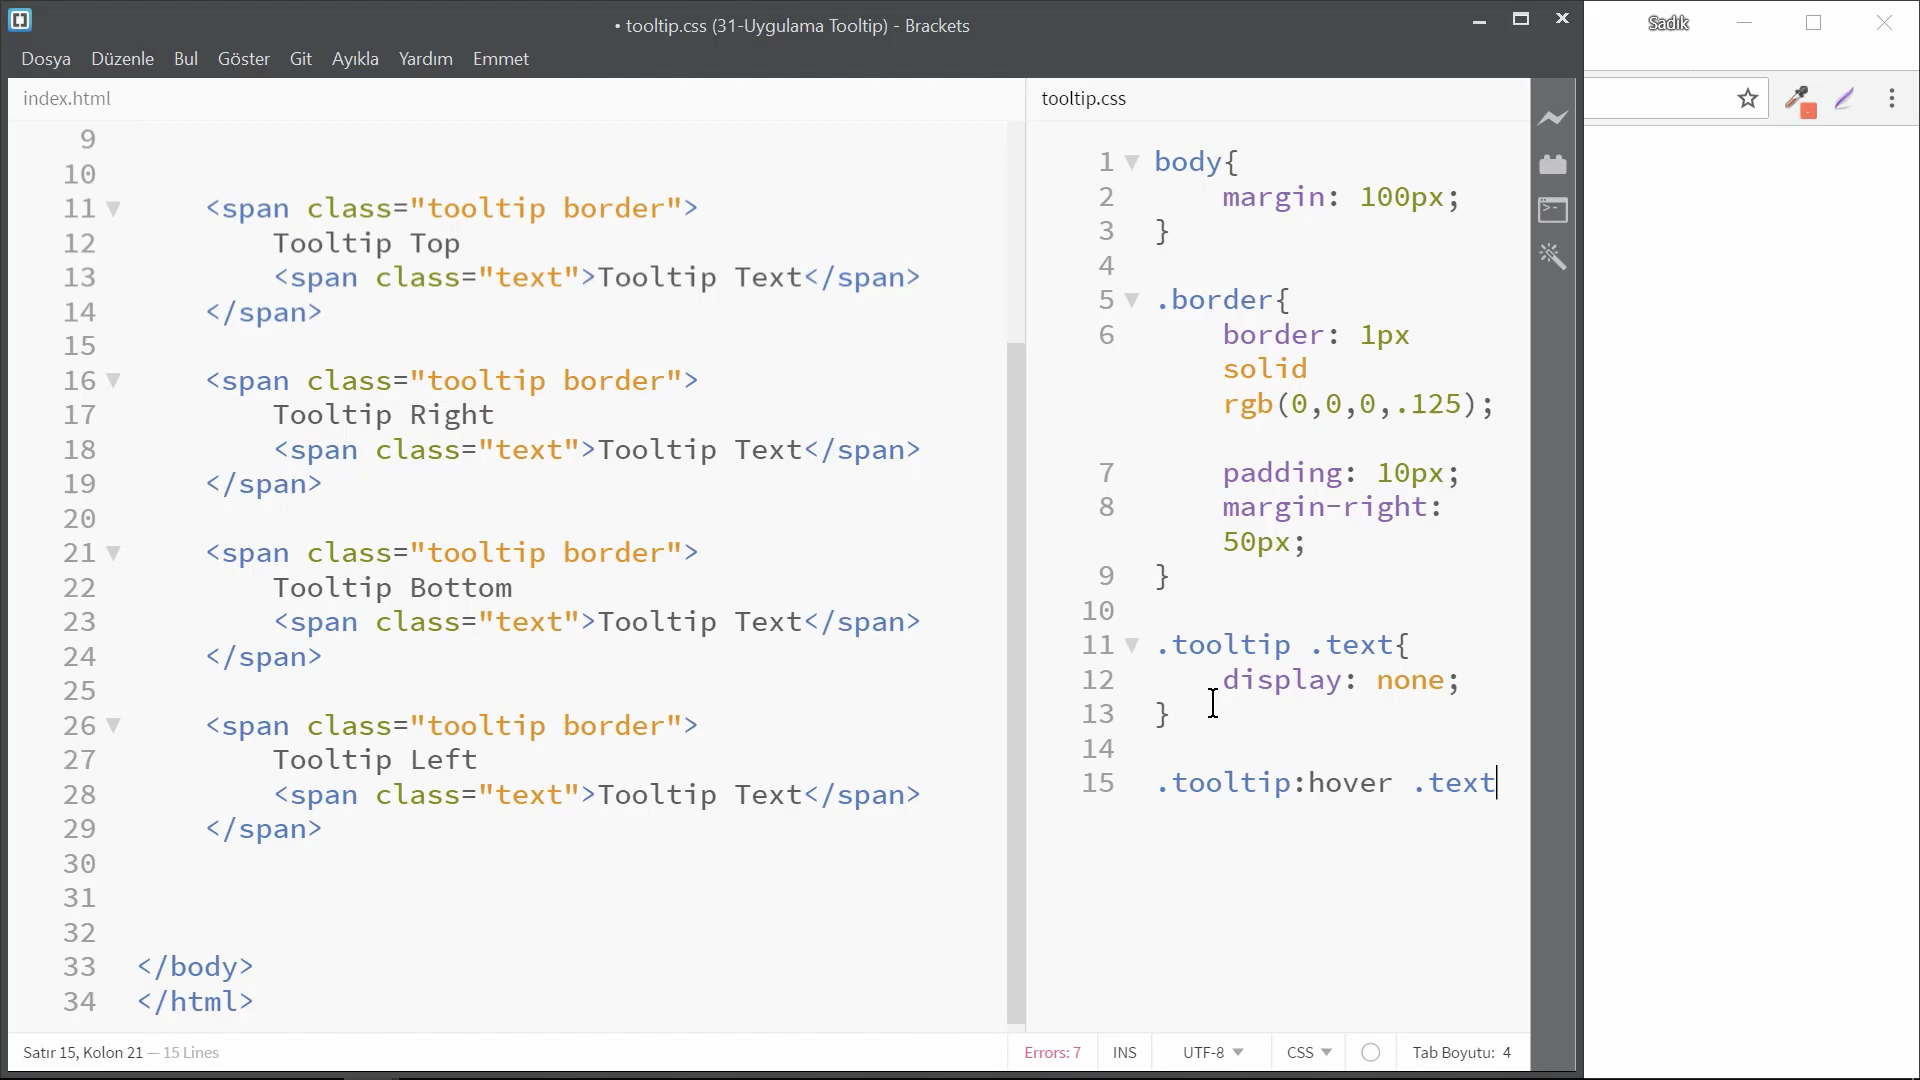 • tooltip.css (31-Uygulama Tooltip) - Brackets
Sadık
Dosya Düzenle Bul Göster Git Ayıkla Yardım Emmet
index.html
9
10
11 <span class="tooltip border">
12 Tooltip Top
13 <span class="text">Tooltip Text</span>
14 </span>
15
16 <span class="tooltip border">
17 Tooltip Right
18 <span class="text">Tooltip Text</span>
19 </span>
20
21 <span class="tooltip border">
22 Tooltip Bottom
23 <span class="text">Tooltip Text</span>
24 </span>
25
26 <span class="tooltip border">
27 Tooltip Left
28 <span class="text">Tooltip Text</span>
29 </span>
30
31
32
33 </body>
34 </html>
tooltip.css
1 body{
2 margin: 100px;
3 }
4
5 .border{
6 border: 1px
solid
rgb(0,0,0,.125);
7 padding: 10px;
8 margin-right:
50px;
9 }
10
11 .tooltip .text{
12 display: none;
13 }
14
15 .tooltip:hover .text
Satır 15, Kolon 21 — 15 Lines
Errors: 7 INS UTF-8 CSS Tab Boyutu: 4